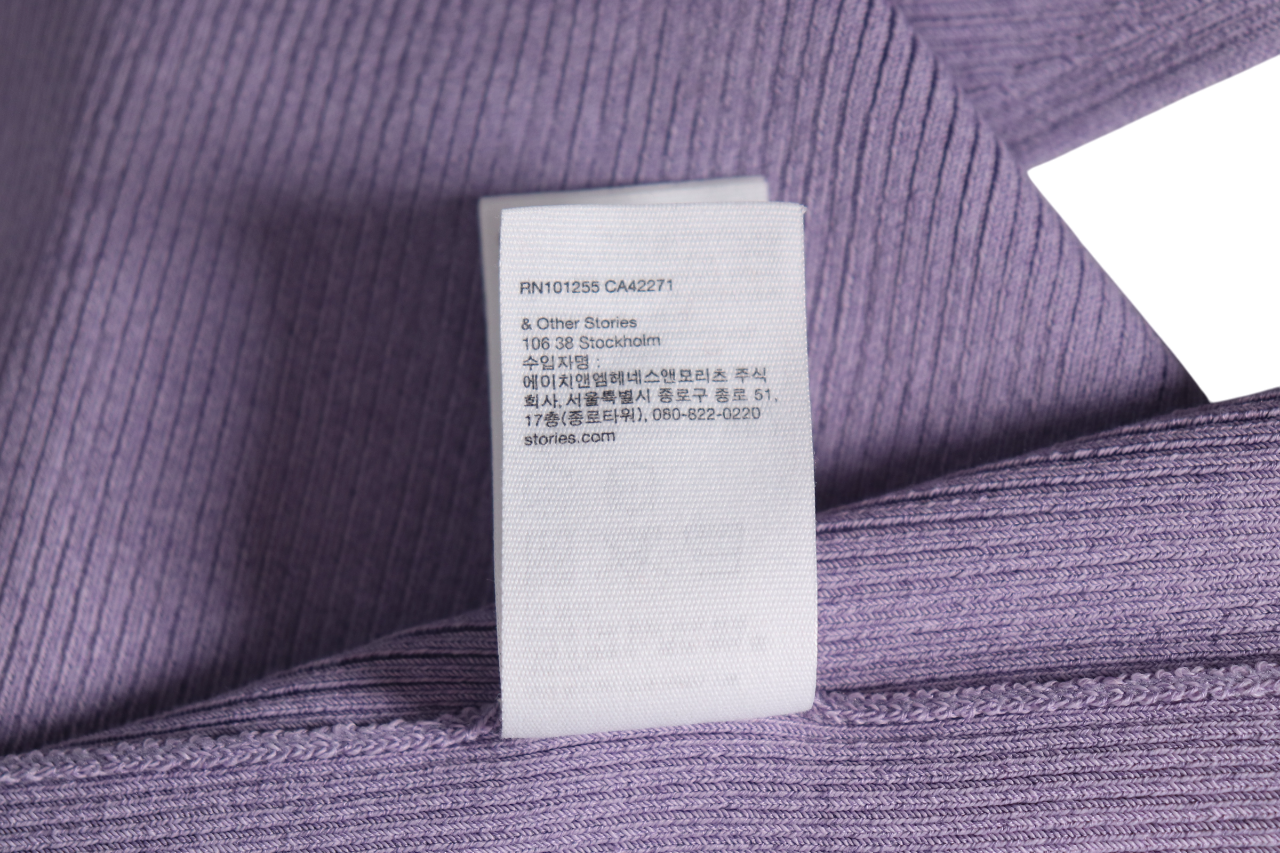 RN101255 CA42271
& Other Stories
106 38 Stockholm
수입자명 :
에이치앤엠헤네스앤모리츠 주식
회사, 서울특별시 종로구 종로 51,
17층(종로타워), 080-822-0220
stories.com